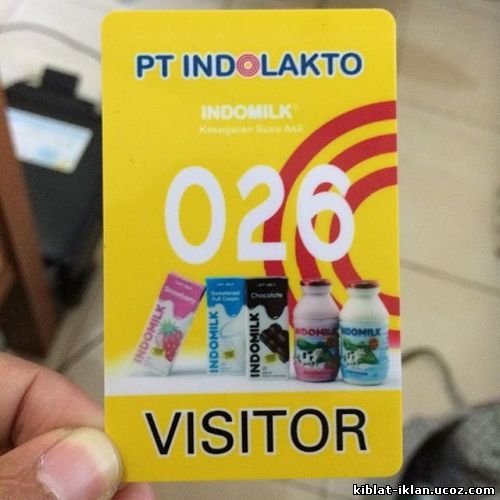 PT INDOLAKTO
INDOMILK®
Kesegaran Susu Asli
026
Strawberry
INDOMILK
Sweetened
Full Cream
INDOMILK
Chocolate
INDOMILK
INDOMILK
INDOMILK
VISITOR
kiblat-iklan.ucoz.com